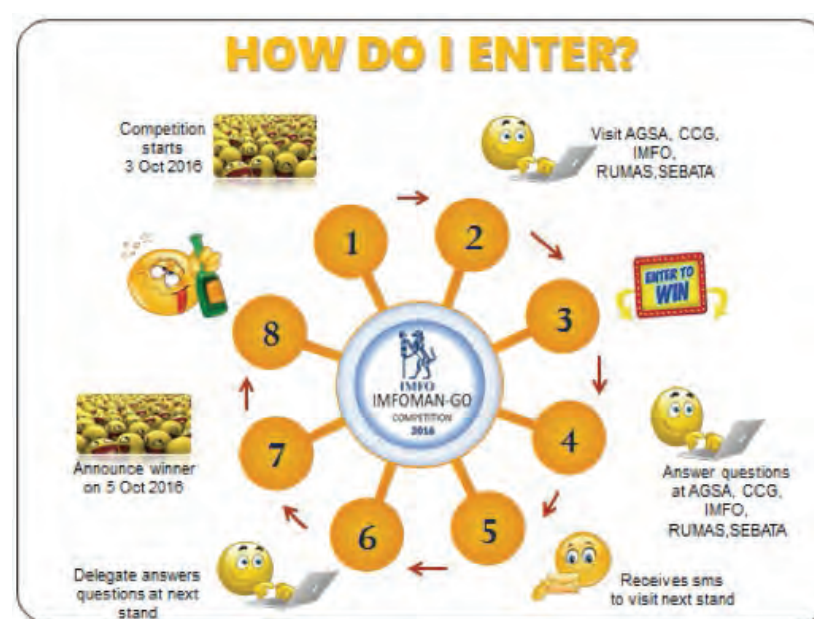 HOW DO I ENTER?
Competition
starts
3 Oct 2016
Visit AGSA, CCG,
IMFO,
RUMAS,SEBATA
1
2
ENTER TO
WIN
3
8
IMFO
IMFOMAN-GO
COMPETITION
2016
4
Answer questions
at AGSA, CCG,
IMFO,
RUMAS,SEBATA
7
Announce winner
on 5 Oct 2016
6
5
Delegate answers
questions at next
stand
Receives sms
to visit next stand